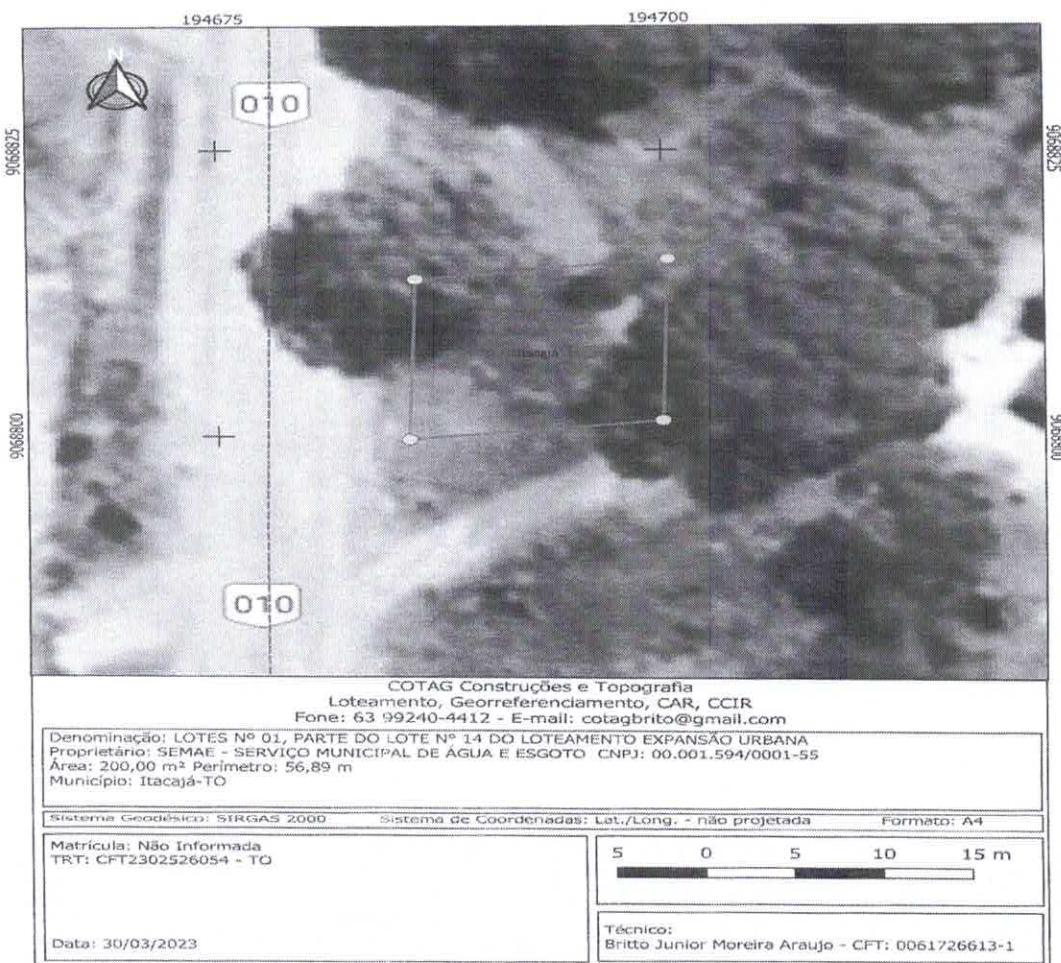 194675 194700
N
010
9068825 9068825
9068800 9068800
010
COTAG Construções e Topografia
Loteamento, Georreferenciamento, CAR, CCIR
Fone: 63 99240-4412 - E-mail: cotagbrito@gmail.com
Denominação: LOTES Nº 01, PARTE DO LOTE Nº 14 DO LOTEAMENTO EXPANSÃO URBANA
Proprietário: SEMAE - SERVIÇO MUNICIPAL DE ÁGUA E ESGOTO CNPJ: 00.001.594/0001-55
Área: 200,00 m² Perímetro: 56,89 m
Município: Itacajá-TO
Sistema Geodésico: SIRGAS 2000 Sistema de Coordenadas: Lat./Long. - não projetada Formato: A4
Matrícula: Não Informada
TRT: CFT2302526054 - TO
5 0 5 10 15 m
Data: 30/03/2023
Técnico:
Britto Junior Moreira Araujo - CFT: 0061726613-1